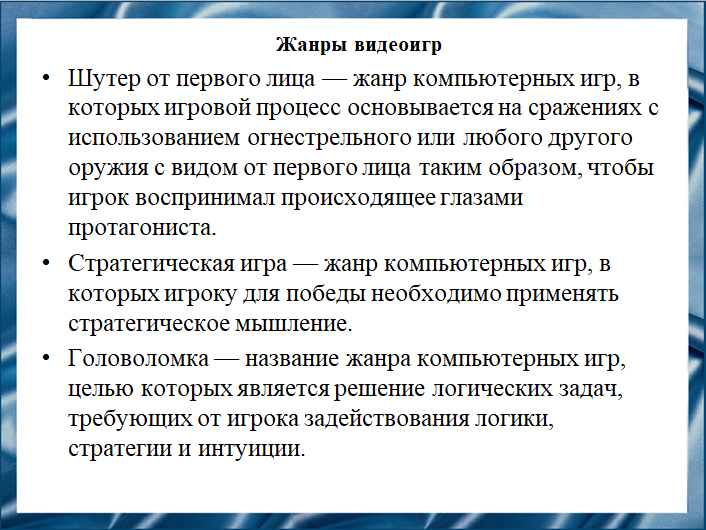 Жанры видеоигр
• Шутер от первого лица — жанр компьютерных игр, в
которых игровой процесс основывается на сражениях с
использованием огнестрельного или любого другого
оружия с видом от первого лица таким образом, чтобы
игрок воспринимал происходящее глазами
протагониста.
• Стратегическая игра — жанр компьютерных игр, в
которых игроку для победы необходимо применять
стратегическое мышление.
• Головоломка — название жанра компьютерных игр,
целью которых является решение логических задач,
требующих от игрока задействования логики,
стратегии и интуиции.